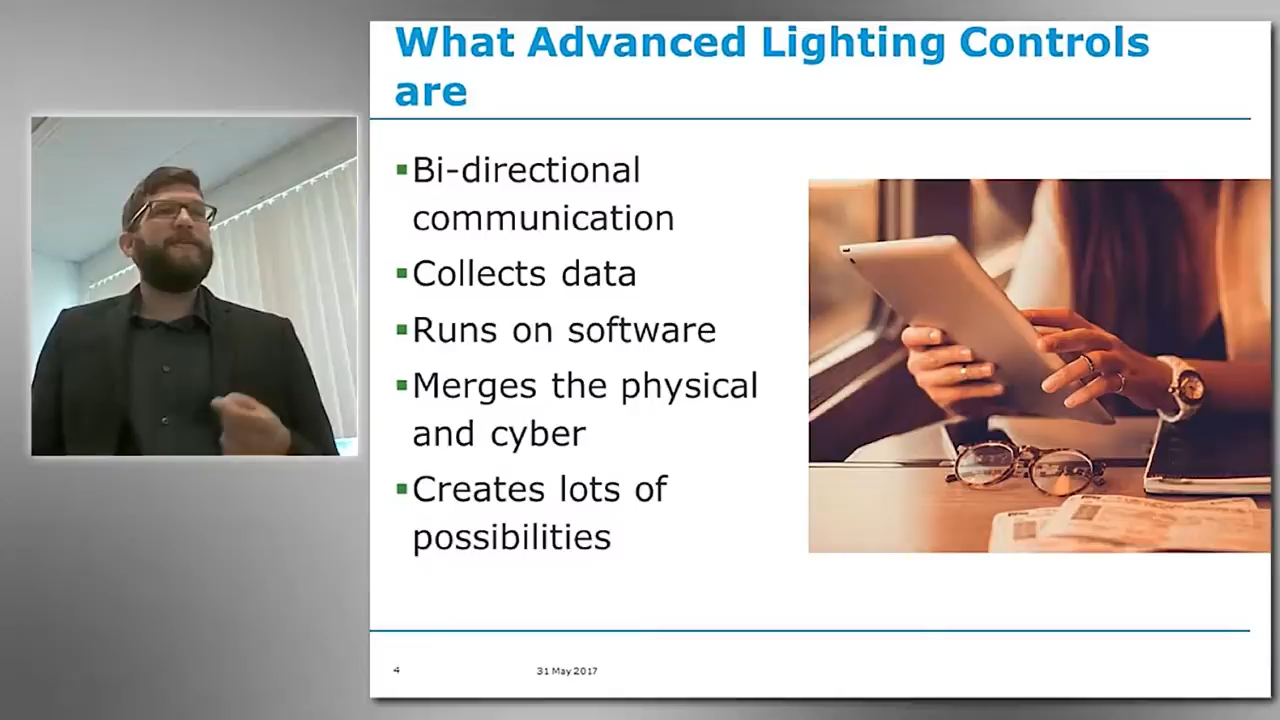 What Advanced Lighting Controls
are
▪Bi-directional
communication
▪Collects data
▪Runs on software
▪Merges the physical
and cyber
▪Creates lots of
possibilities
4
31 May 2017